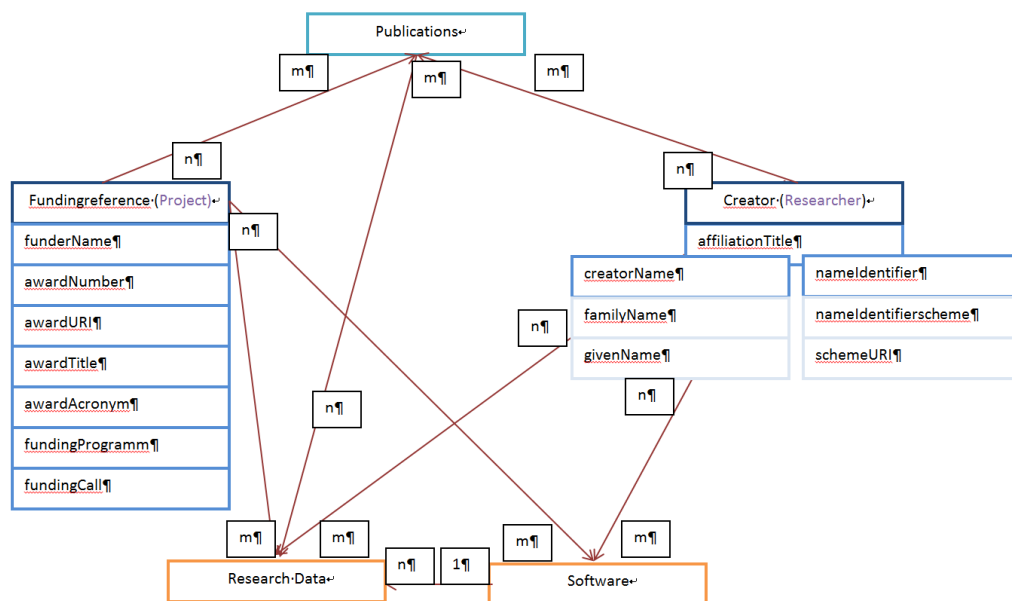 Publications↵
m¶
m¶
m¶
n¶
n¶
Fundingreference·(Project)↵
Creator·(Researcher)↵
n¶
funderName¶
affiliationTitle¶
awardNumber¶
creatorName¶
nameIdentifier¶
awardURI¶
n¶
familyName¶
nameIdentifierscheme¶
awardTitle¶
givenName¶
schemeURI¶
awardAcronym¶
n¶
n¶
fundingProgramm¶
fundingCall¶
m¶
m¶
m¶
m¶
Research·Data↵
n¶
1¶
Software↵